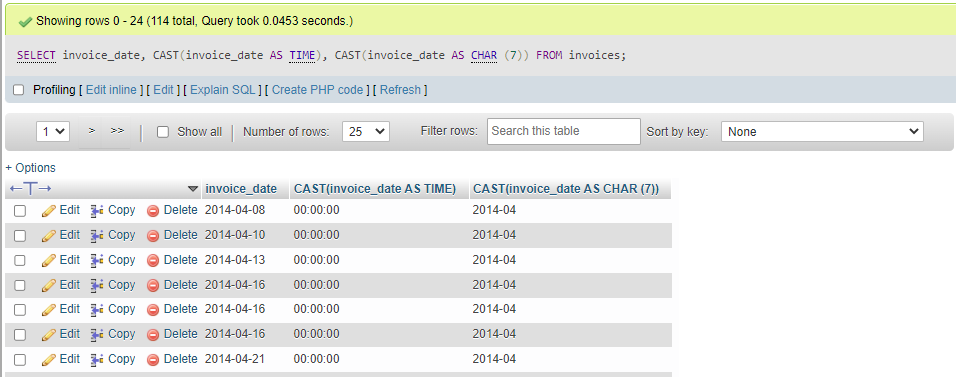 Showing rows 0 - 24 (114 total, Query took 0.0453 seconds.)
SELECT invoice_date, CAST(invoice_date AS TIME), CAST(invoice_date AS CHAR (7)) FROM invoices;
Profiling [ Edit inline ] [ Edit ] [ Explain SQL ] [ Create PHP code ] [ Refresh ]
1 > >> Show all Number of rows: 25 Filter rows: Search this table Sort by key: None
+ Options
←T→ invoice_date CAST(invoice_date AS TIME) CAST(invoice_date AS CHAR (7))
Edit Copy Delete 2014-04-08 00:00:00 2014-04
Edit Copy Delete 2014-04-10 00:00:00 2014-04
Edit Copy Delete 2014-04-13 00:00:00 2014-04
Edit Copy Delete 2014-04-16 00:00:00 2014-04
Edit Copy Delete 2014-04-16 00:00:00 2014-04
Edit Copy Delete 2014-04-16 00:00:00 2014-04
Edit Copy Delete 2014-04-21 00:00:00 2014-04